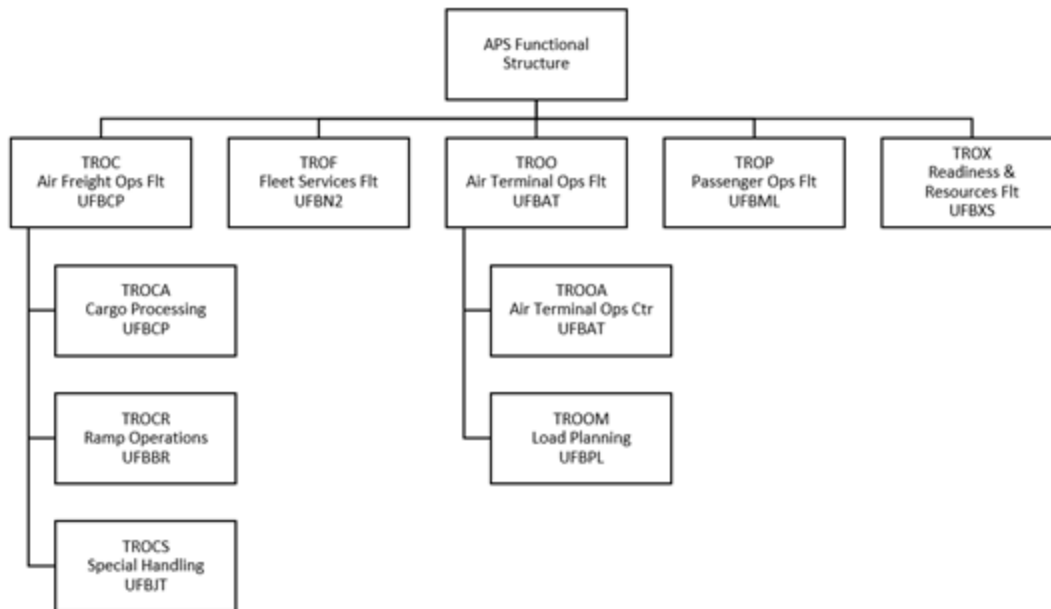 APS Functional
Structure
TROC
Air Freight Ops Flt
UFBCP
TROF
Fleet Services Flt
UFBN2
TROO
Air Terminal Ops Flt
UFBAT
TROP
Passenger Ops Flt
UFBML
TROX
Readiness &
Resources Flt
UFBXS
TROCA
Cargo Processing
UFBCP
TROOA
Air Terminal Ops Ctr
UFBAT
TROCR
Ramp Operations
UFBBR
TROOM
Load Planning
UFBPL
TROCS
Special Handling
UFBJT